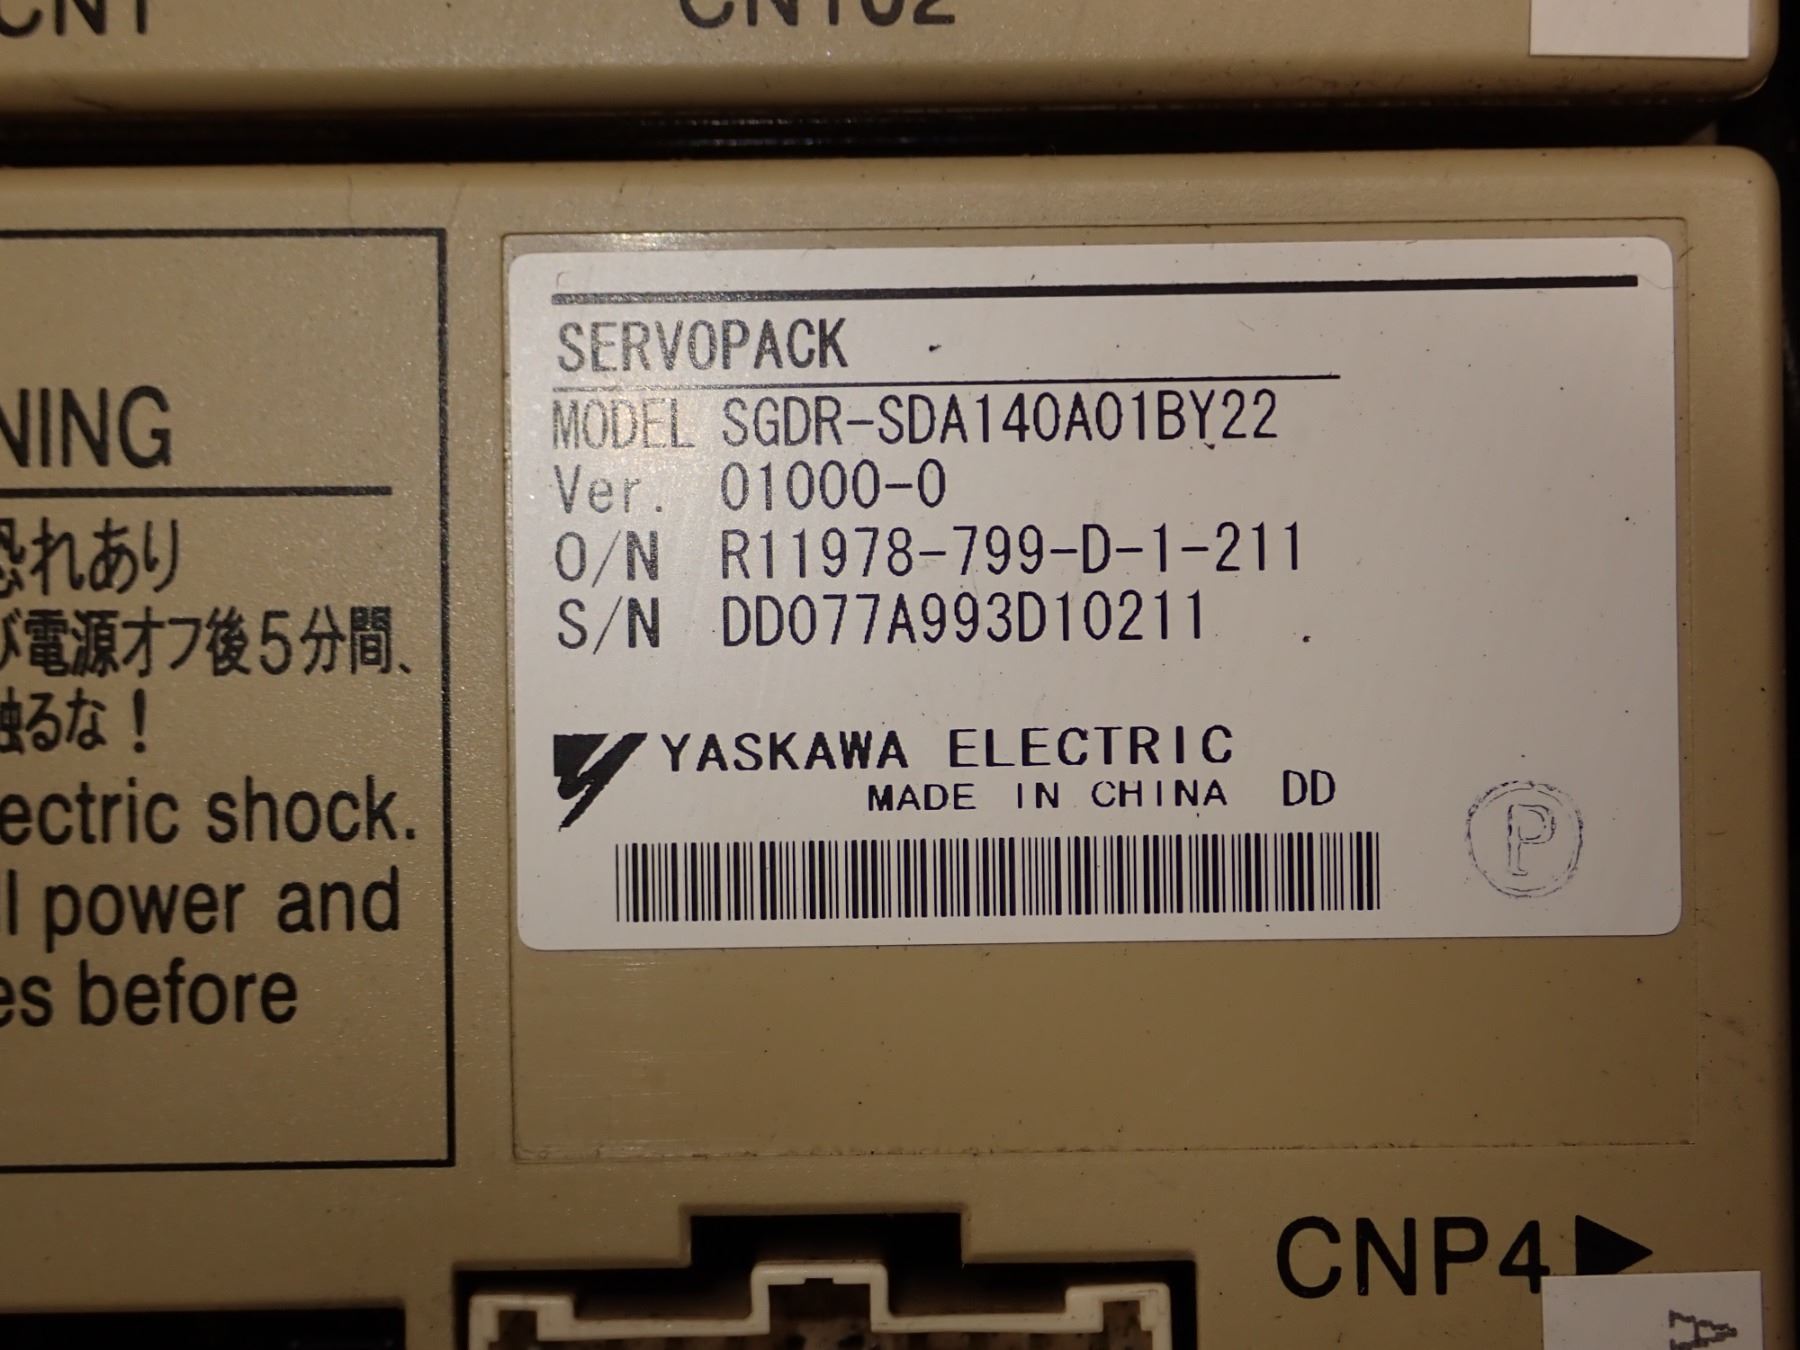 CN1
CN102
NING
恐れあり
電源オフ後5分間、
触るな！
ectric shock.
l power and
es before
SERVOPACK
MODEL SGDR-SDA140A01BY22
Ver. 01000-0
O/N R11978-799-D-1-211
S/N DD077A993D10211
YASKAWA ELECTRIC
MADE IN CHINA DD
P
CNP4
A